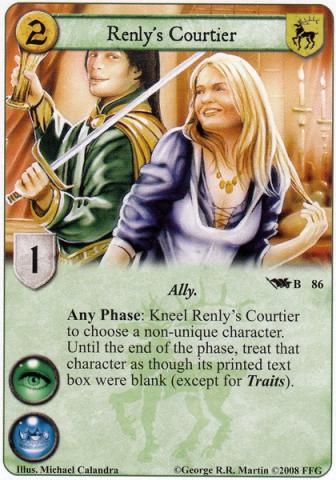 2
Renly's Courtier
1
Ally.
B 86
Any Phase: Kneel Renly's Courtier
to choose a non-unique character.
Until the end of the phase, treat that
character as though its printed text
box were blank (except for Traits).
Illus. Michael Calandra ©George R.R. Martin ©2008 FFG